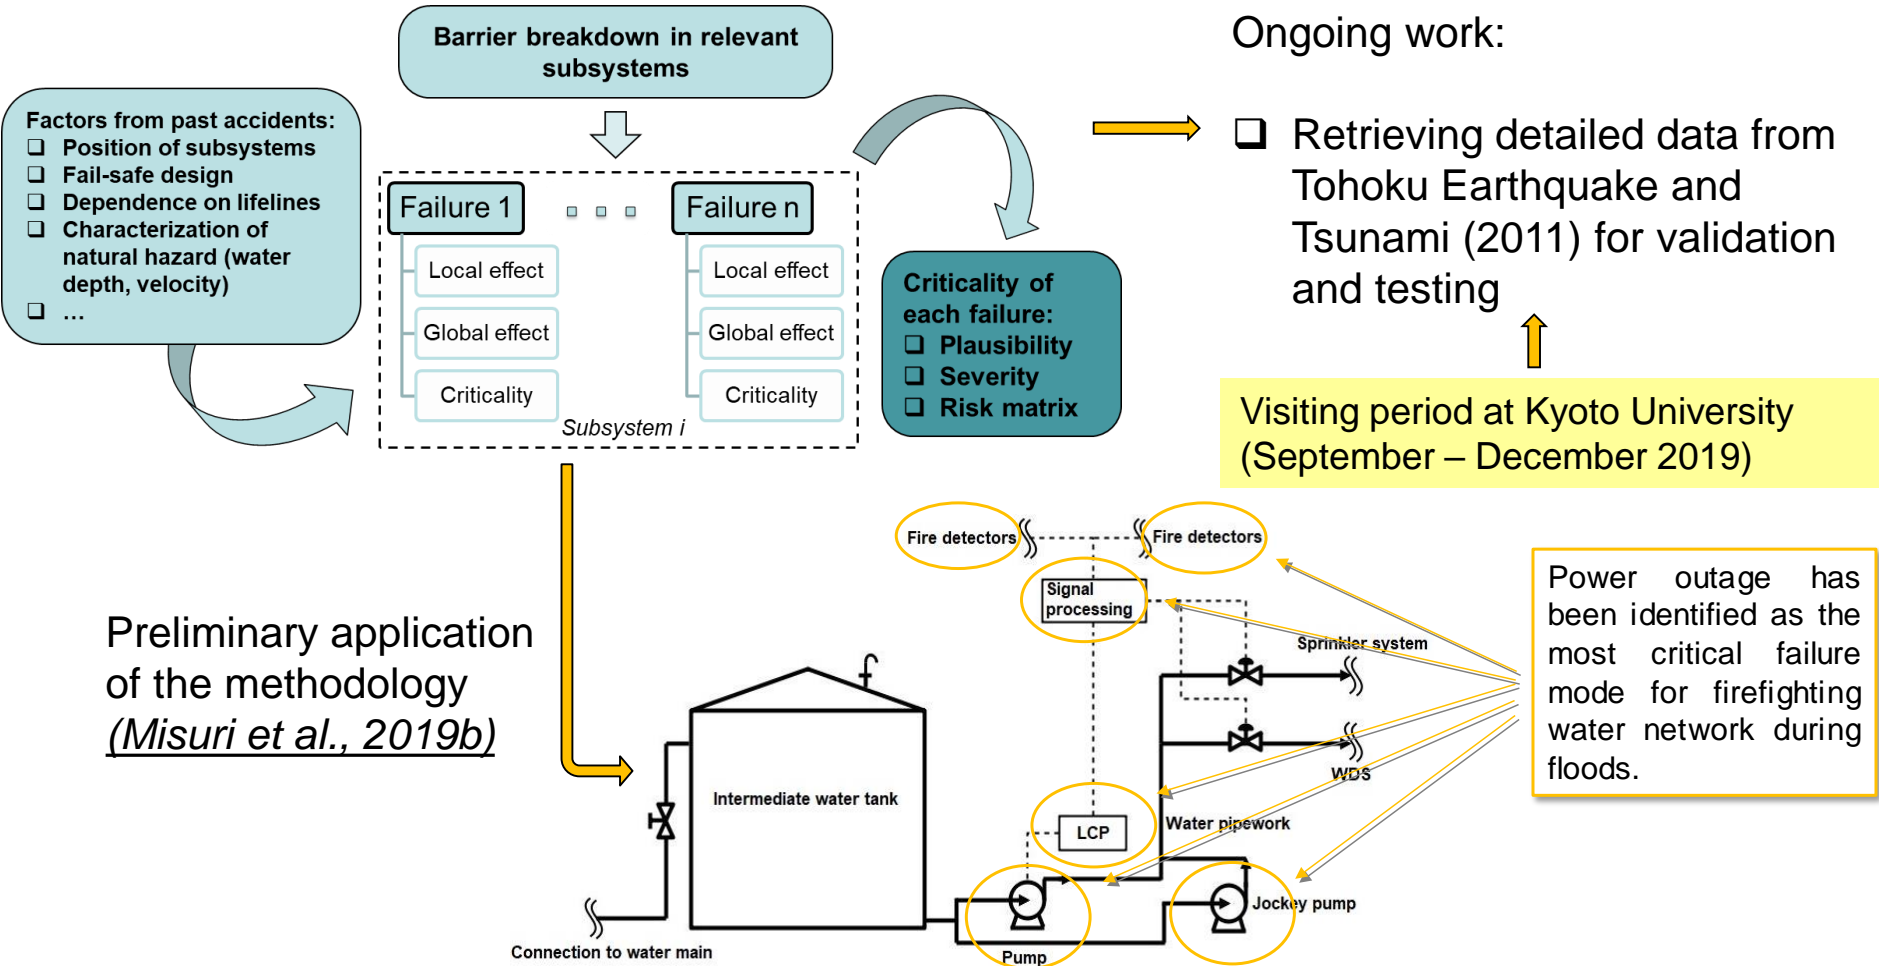 Barrier breakdown in relevant
subsystems
Factors from past accidents:
❑ Position of subsystems
❑ Fail-safe design
❑ Dependence on lifelines
❑ Characterization of
natural hazard (water
depth, velocity)
❑ …
Failure 1
Local effect
Global effect
Criticality
Failure n
Local effect
Global effect
Criticality
Subsystem i
Criticality of
each failure:
❑ Plausibility
❑ Severity
❑ Risk matrix
Ongoing work:
❑ Retrieving detailed data from
Tohoku Earthquake and
Tsunami (2011) for validation
and testing
Visiting period at Kyoto University
(September – December 2019)
Preliminary application
of the methodology
(Misuri et al., 2019b)
Fire detectors
Fire detectors
Signal
processing
Sprinkler system
WDS
Intermediate water tank
LCP
Water pipework
Jockey pump
Connection to water main
Pump
Power outage has
been identified as the
most critical failure
mode for firefighting
water network during
floods.